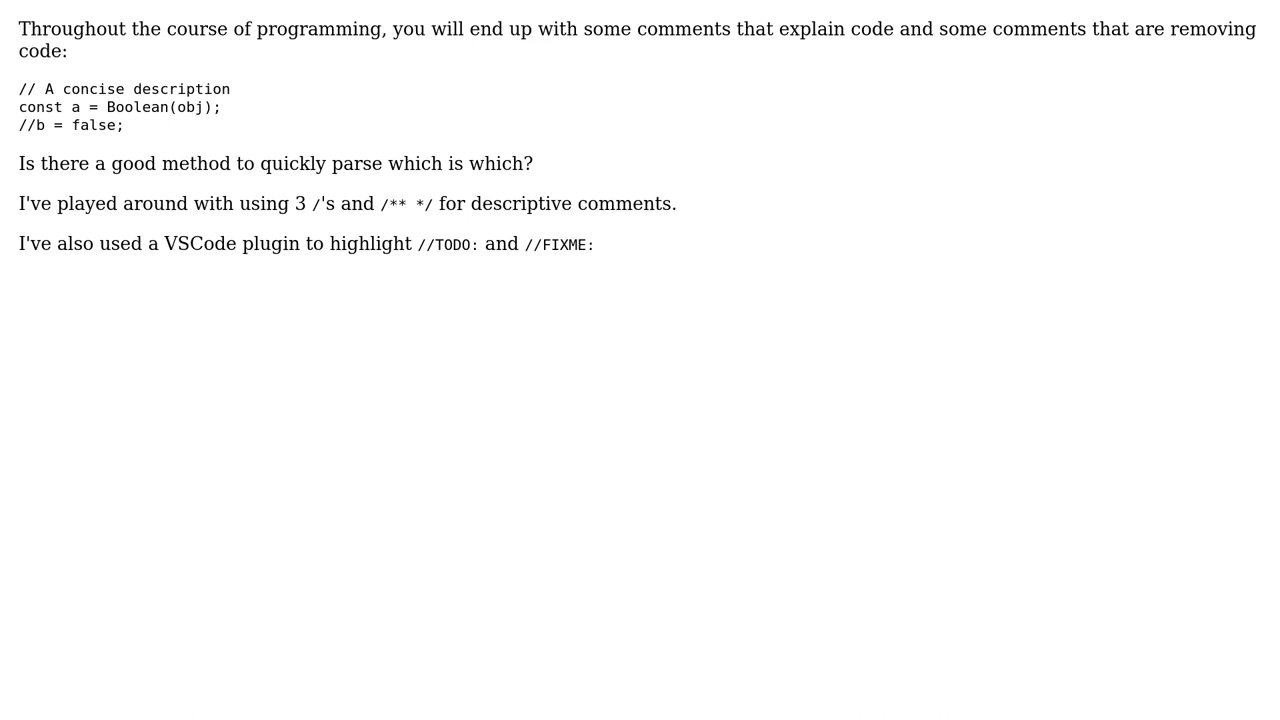 Throughout the course of programming, you will end up with some comments that explain code and some comments that are removing
code:
// A concise description
const a = Boolean(obj);
//b = false;
Is there a good method to quickly parse which is which?
I've played around with using 3 /'s and /** */ for descriptive comments.
I've also used a VSCode plugin to highlight //TODO: and //FIXME: